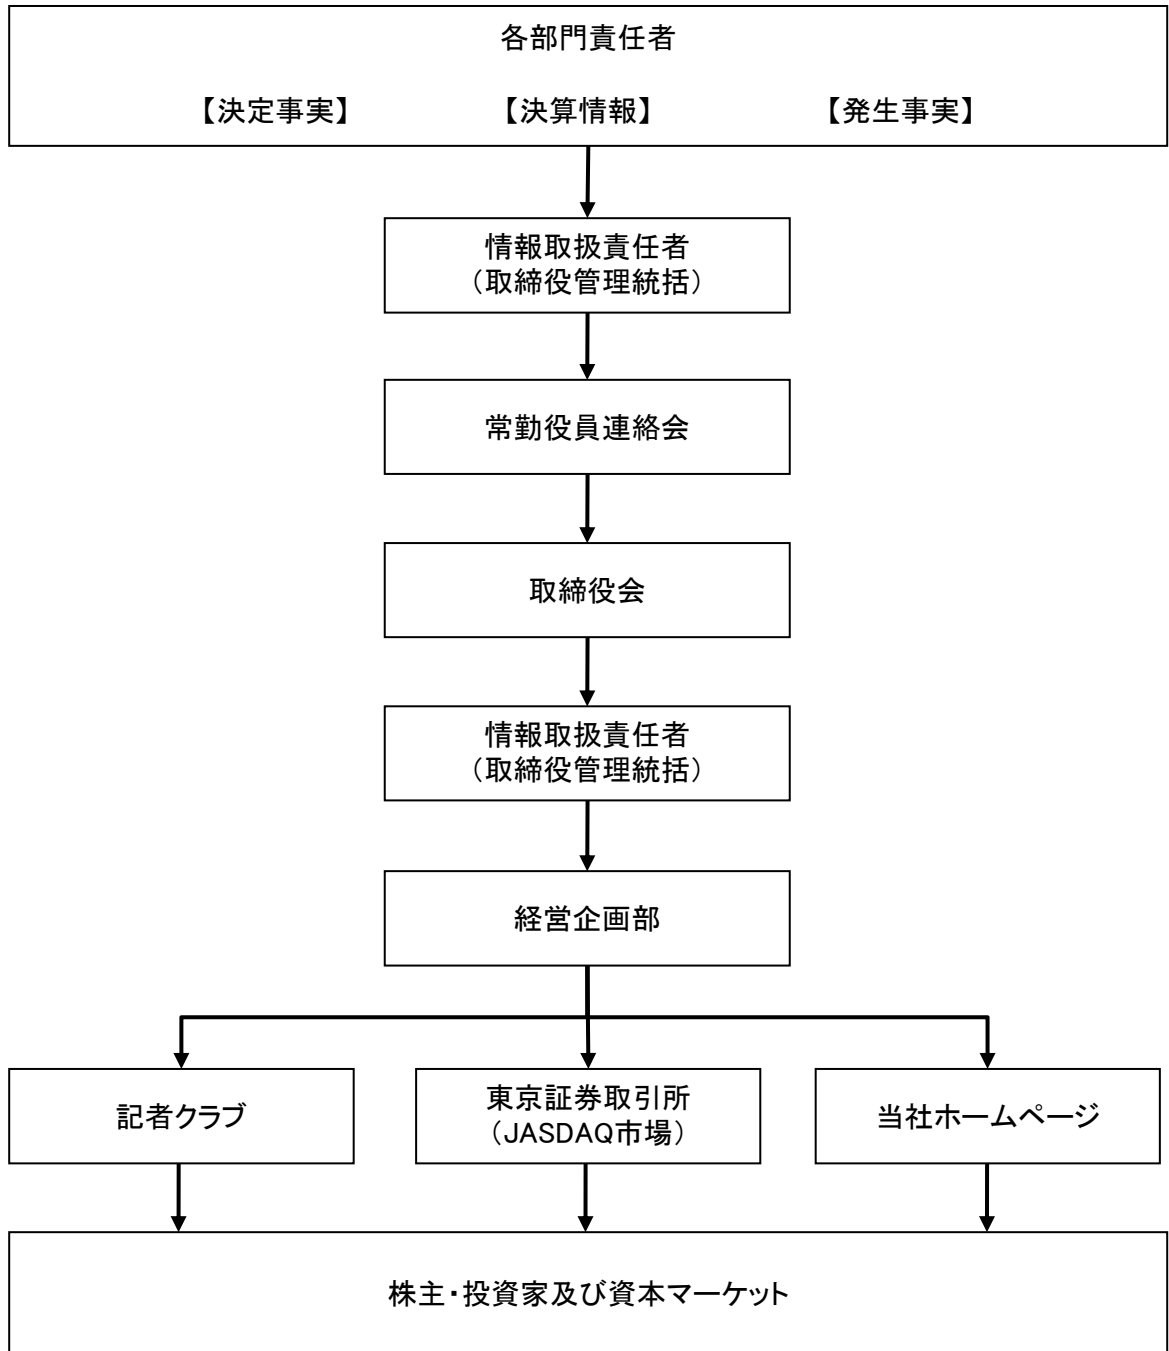 各部門責任者
【決定事実】 【決算情報】 【発生事実】
情報取扱責任者
（取締役管理統括）
常勤役員連絡会
取締役会
情報取扱責任者
（取締役管理統括）
経営企画部
記者クラブ
東京証券取引所
（JASDAQ市場）
当社ホームページ
株主・投資家及び資本マーケット